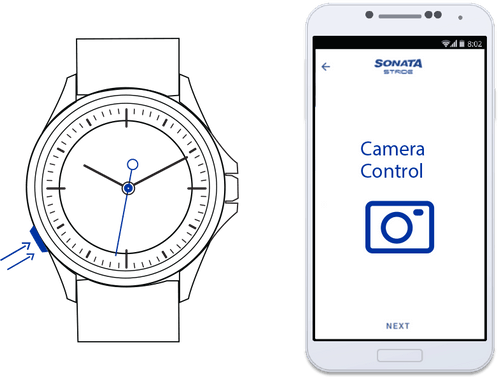 8:02
SONATA
STRIDE
Camera
Control
NEXT